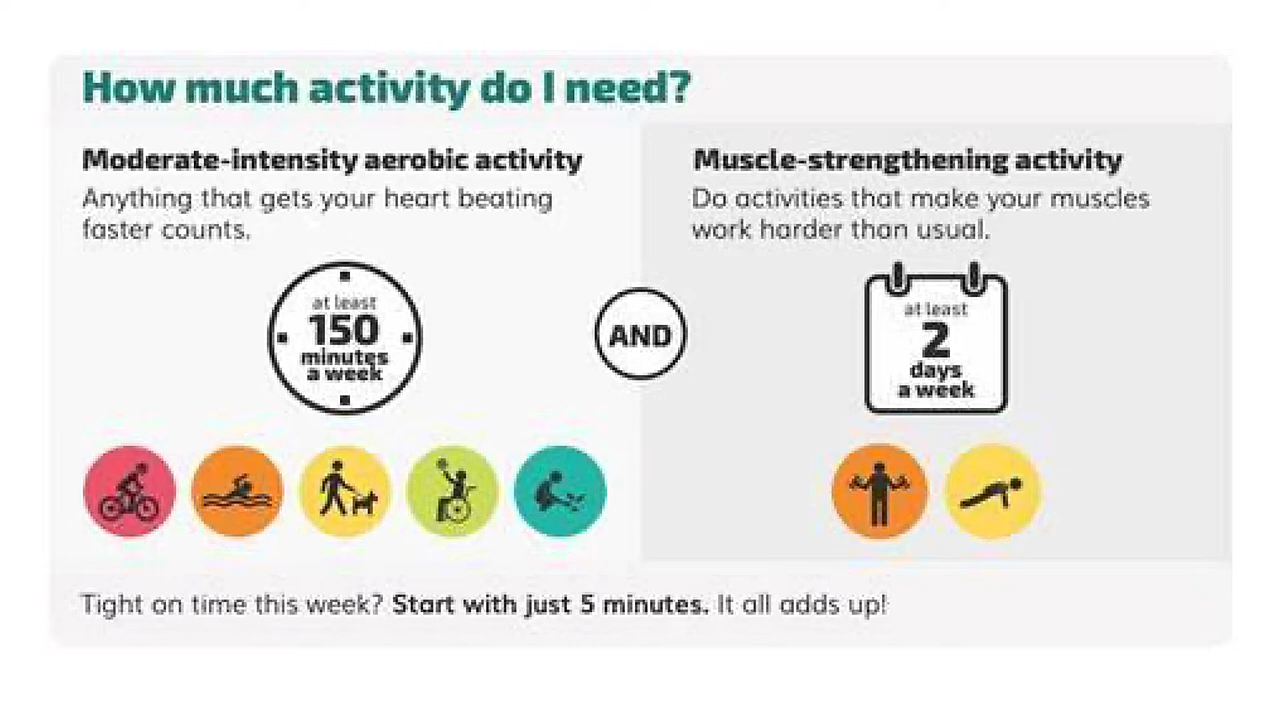 How much activity do I need?
Moderate-intensity aerobic activity
Anything that gets your heart beating
faster counts.
at least
150
minutes
a week
AND
Muscle-strengthening activity
Do activities that make your muscles
work harder than usual.
at least
2
days
a week
Tight on time this week? Start with just 5 minutes. It all adds up!